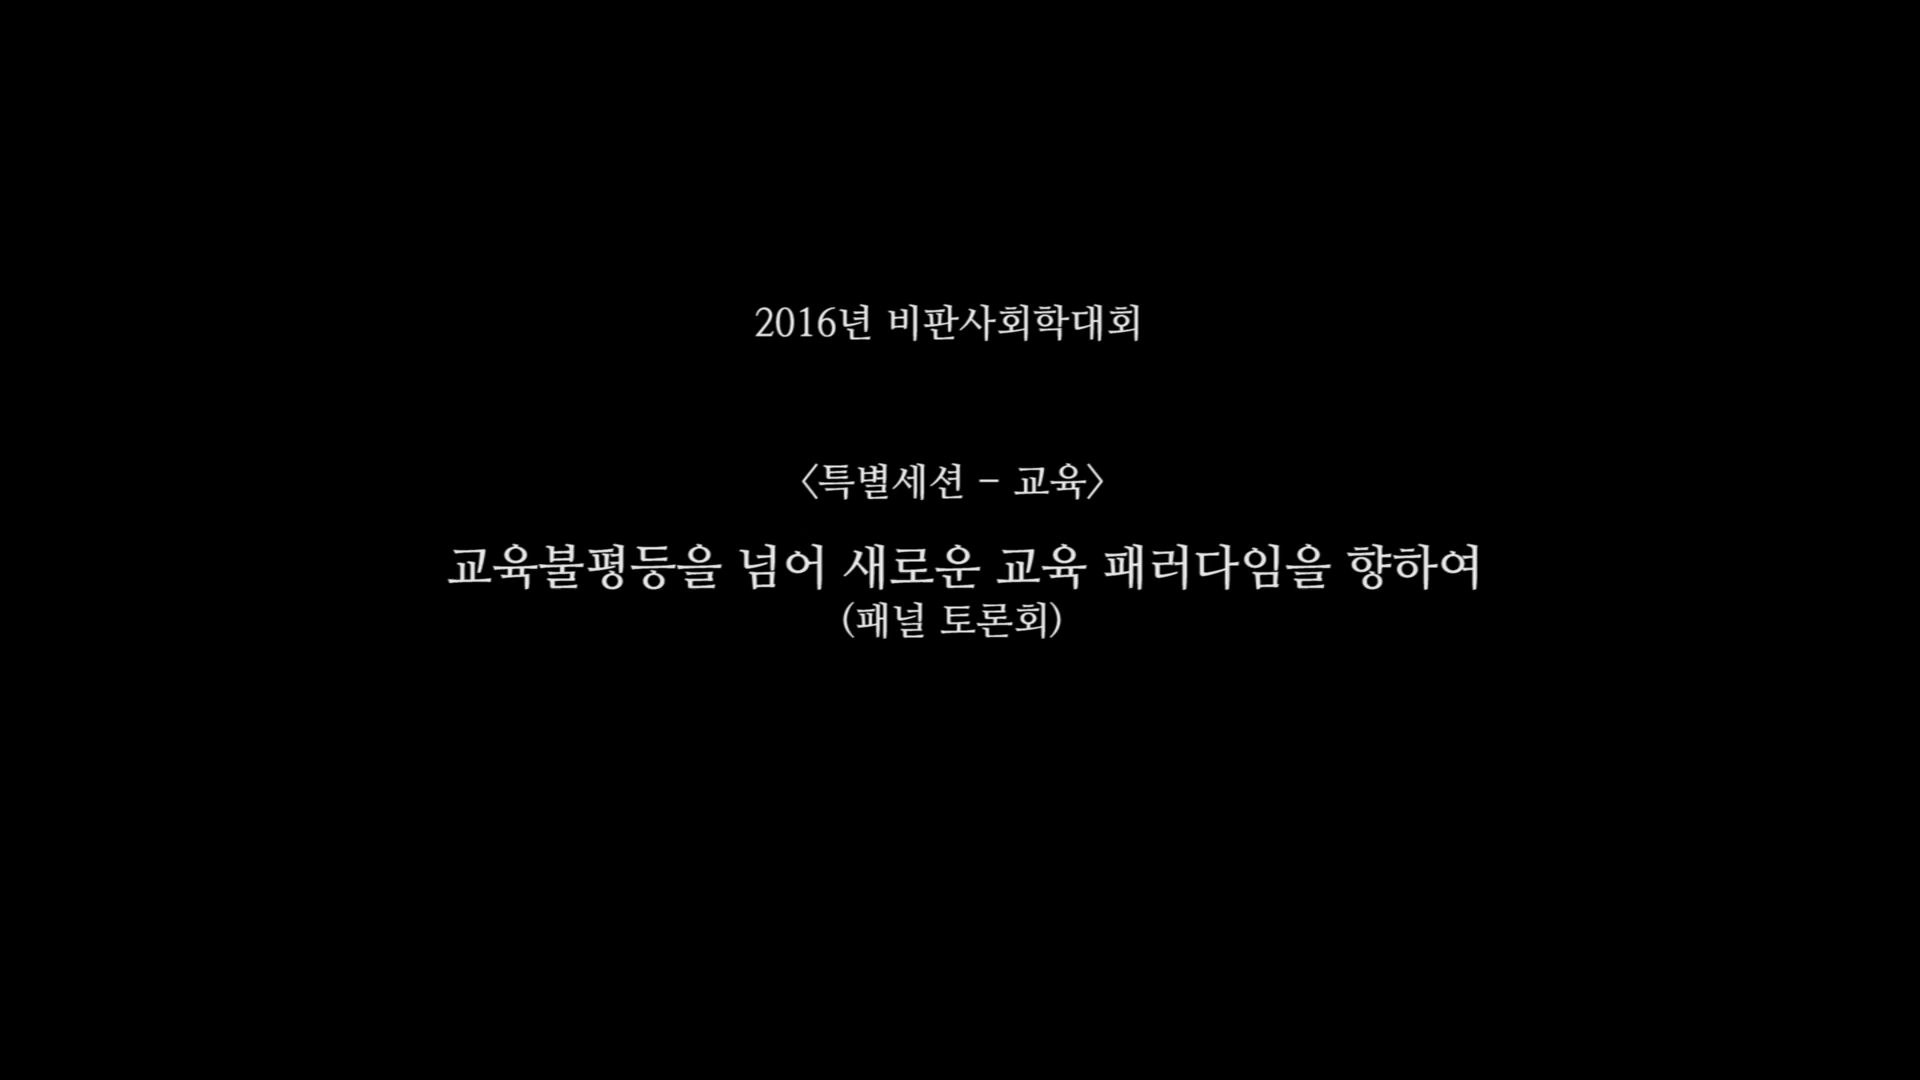 2016년 비판사회학대회
〈특별세션 - 교육〉
교육불평등을 넘어 새로운 교육 패러다임을 향하여
(패널 토론회)